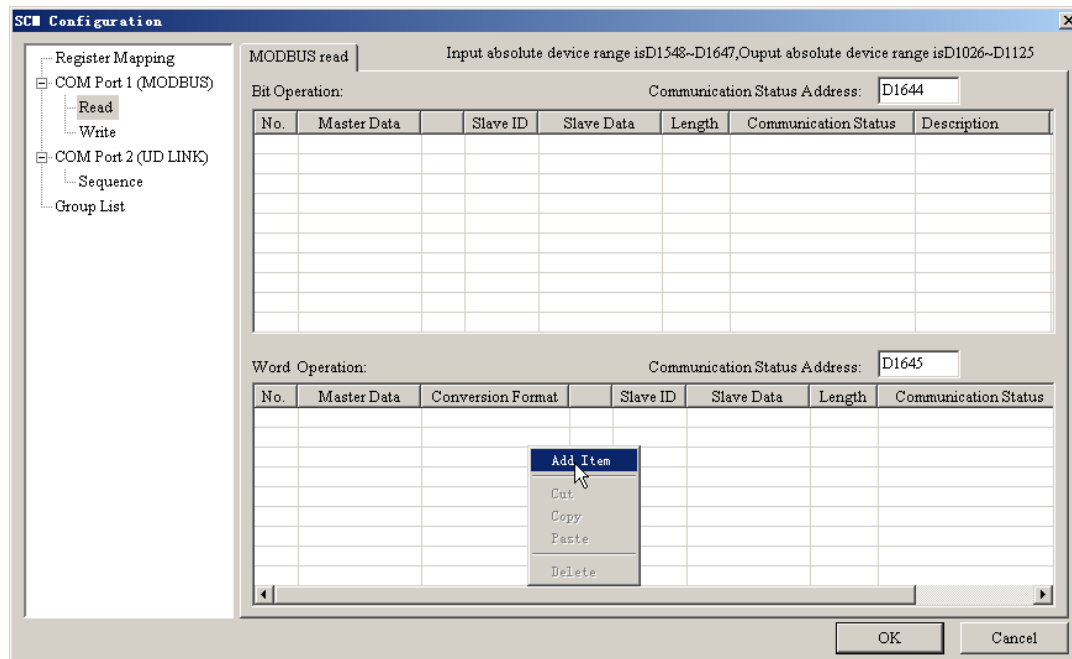 SCM Configuration
Register Mapping
COM Port 1 (MODBUS)
Read
Write
COM Port 2 (UD LINK)
Sequence
Group List
MODBUS read
Input absolute device range isD1548~D1647,Ouput absolute device range isD1026~D1125
Bit Operation:
Communication Status Address: D1644
No. Master Data Slave ID Slave Data Length Communication Status Description
Word Operation:
Communication Status Address: D1645
No. Master Data Conversion Format Slave ID Slave Data Length Communication Status
Add Item
Cut
Copy
Paste
Delete
OK Cancel